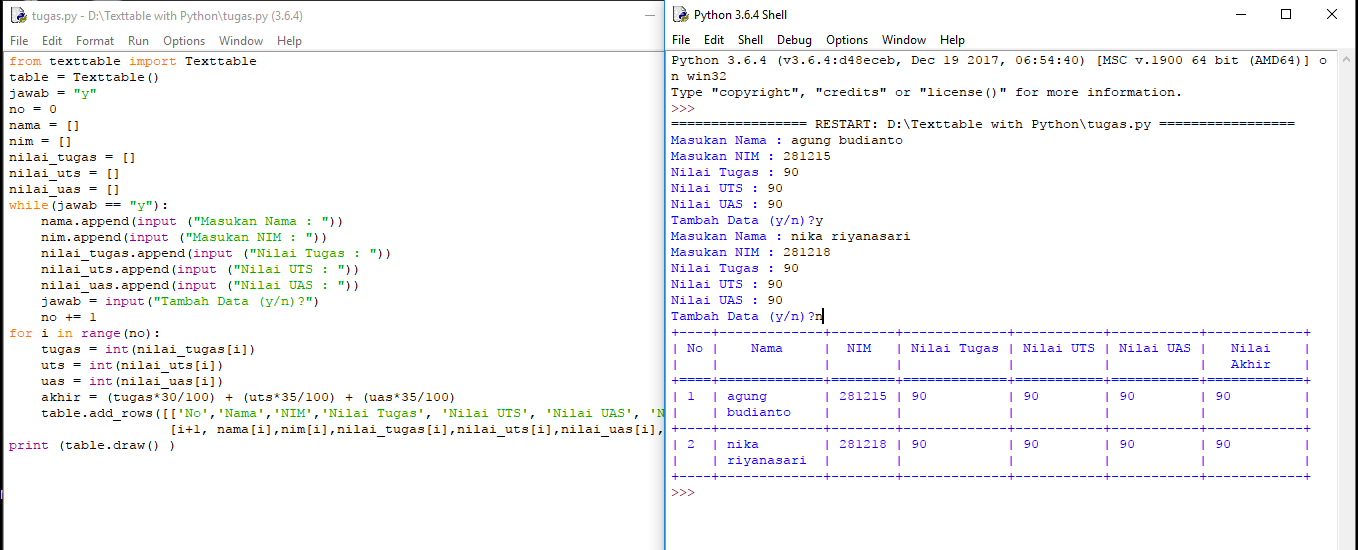 tugas.py - D:\Texttable with Python\tugas.py (3.6.4)
File Edit Format Run Options Window Help
from texttable import Texttable
table = Texttable()
jawab = "y"
no = 0
nama = []
nim = []
nilai_tugas = []
nilai_uts = []
nilai_uas = []
while(jawab == "y"):
    nama.append(input ("Masukan Nama : "))
    nim.append(input ("Masukan NIM : "))
    nilai_tugas.append(input ("Nilai Tugas : "))
    nilai_uts.append(input ("Nilai UTS : "))
    nilai_uas.append(input ("Nilai UAS : "))
    jawab = input("Tambah Data (y/n)?")
    no += 1
for i in range(no):
    tugas = int(nilai_tugas[i])
    uts = int(nilai_uts[i])
    uas = int(nilai_uas[i])
    akhir = (tugas*30/100) + (uts*35/100) + (uas*35/100)
    table.add_rows([['No','Nama','NIM','Nilai Tugas', 'Nilai UTS', 'Nilai UAS', 'N
                    [i+1, nama[i],nim[i],nilai_tugas[i],nilai_uts[i],nilai_uas[i],
print (table.draw() )
Python 3.6.4 Shell
File Edit Shell Debug Options Window Help
Python 3.6.4 (v3.6.4:d48eceb, Dec 19 2017, 06:54:40) [MSC v.1900 64 bit (AMD64)] o
n win32
Type "copyright", "credits" or "license()" for more information.
>>>
================= RESTART: D:\Texttable with Python\tugas.py =================
Masukan Nama : agung budianto
Masukan NIM : 281215
Nilai Tugas : 90
Nilai UTS : 90
Nilai UAS : 90
Tambah Data (y/n)?y
Masukan Nama : nika riyanasari
Masukan NIM : 281218
Nilai Tugas : 90
Nilai UTS : 90
Nilai UAS : 90
Tambah Data (y/n)?n
+----+-------------+--------+-------------+-----------+-----------+------------+
| No |    Nama     |  NIM   | Nilai Tugas | Nilai UTS | Nilai UAS |   Nilai    |
|    |             |        |             |           |           |   Akhir    |
+====+=============+========+=============+===========+===========+============+
| 1  | agung       | 281215 | 90          | 90        | 90        | 90         |
|    | budianto    |        |             |           |           |            |
+----+-------------+--------+-------------+-----------+-----------+------------+
| 2  | nika        | 281218 | 90          | 90        | 90        | 90         |
|    | riyanasari  |        |             |           |           |            |
+----+-------------+--------+-------------+-----------+-----------+------------+
>>>